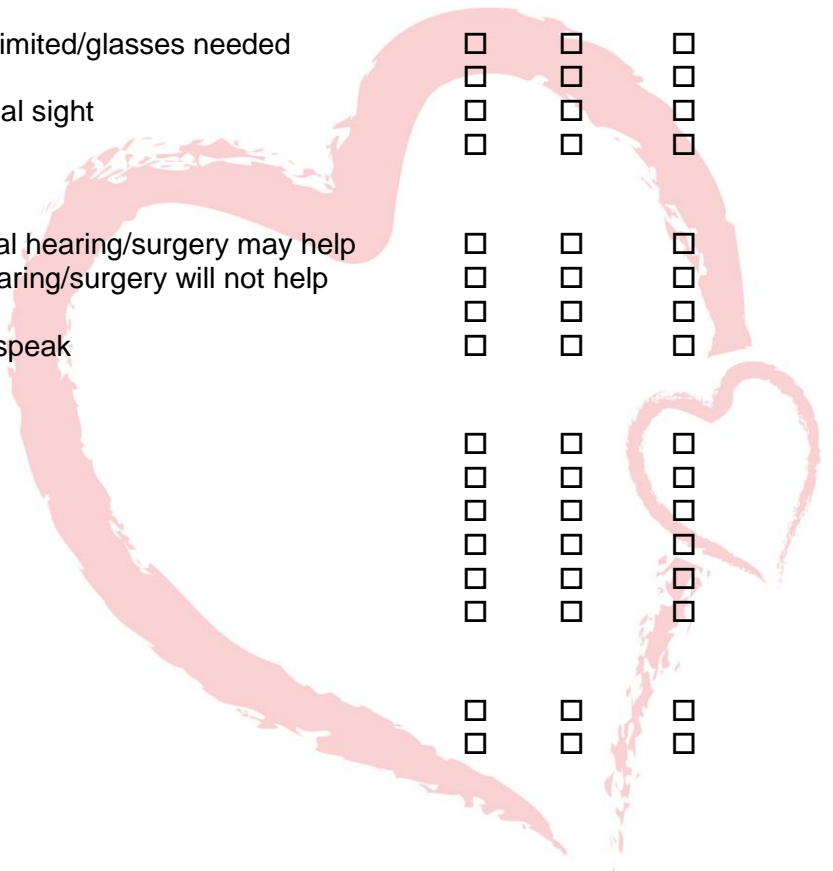 imited/glasses needed
al sight
al hearing/surgery may help
aring/surgery will not help
speak